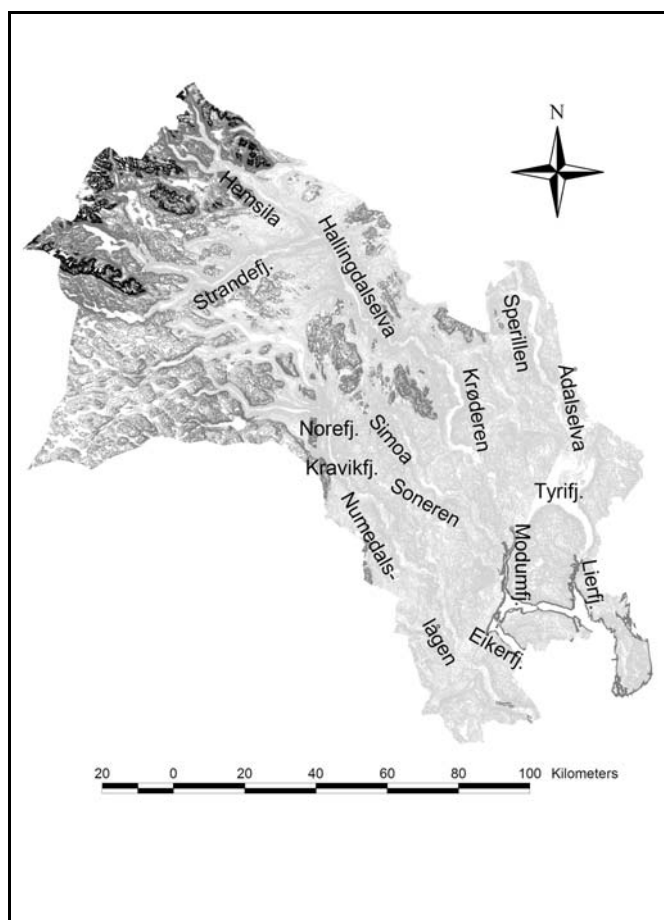 N
Hemsila
Hallingdalselva
Strandefj.
Sperillen
Ådalselva
Krøderen
Norefj.
Simoa
Kravikfj.
Soneren
Tyrifj.
Numedals-
lågen
Modumfj.
Lierfj.
Eikerfj.
20 0 20 40 60 80 100 Kilometers